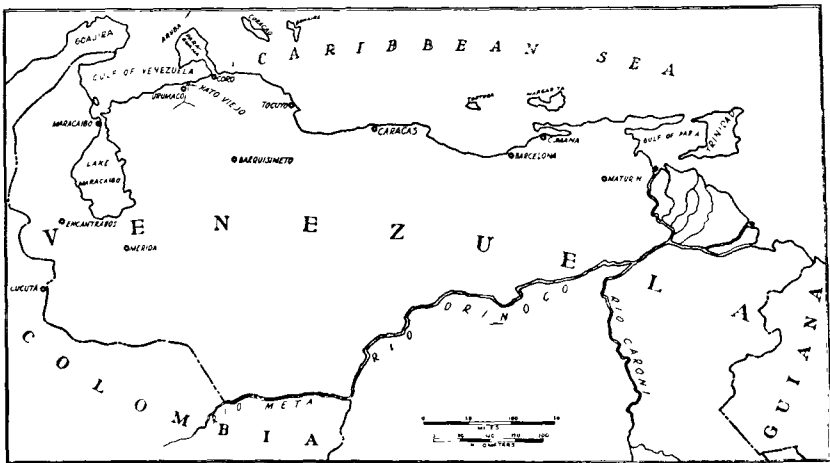 GOAJIRA
ARUBA
CURACAO
BONAIRE
CARIBBEAN SEA
GULF OF VENEZUELA
CORO
HATO VIEJO
URUMACO
TOCUYO
TORTUGA
MARGARITA
MARACAIBO
CARACAS
CUMANA
GULF OF PARIA
TRINIDAD
BARCELONA
BARQUISIMETO
LAKE
MARACAIBO
MATURIN
ENCANTRABOS
VENEZUELA
MERIDA
CUCUTA
RIO ORINOCO
RIO CARONI
GUIANA
COLOMBIA
RIO META
MILES